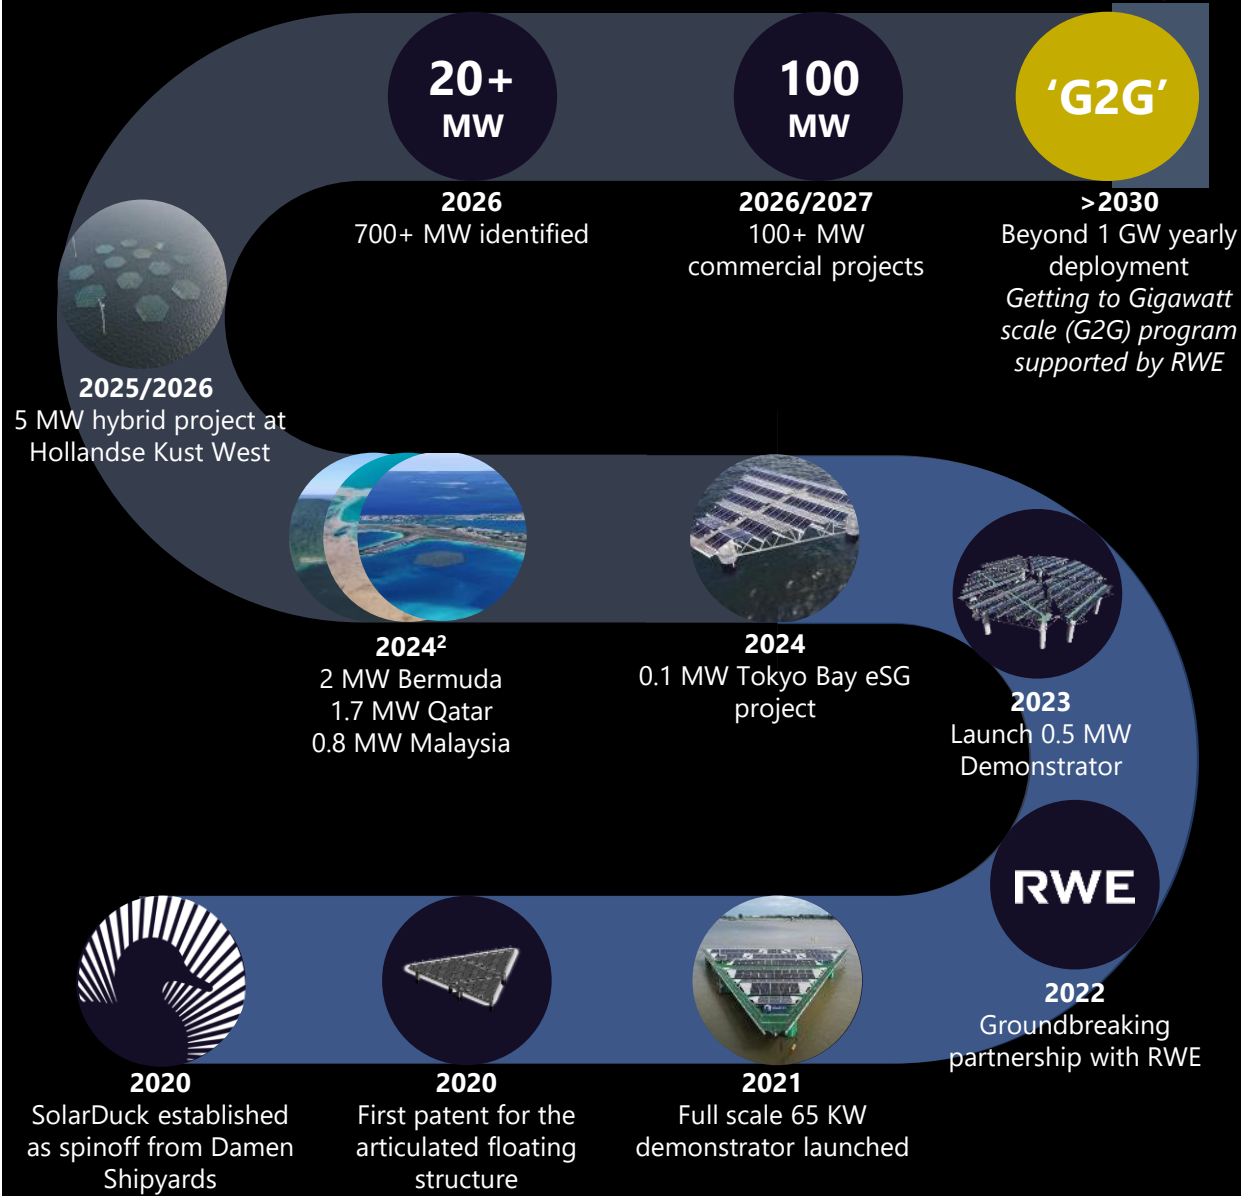 20+
MW
2026
700+ MW identified
100
MW
2026/2027
100+ MW
commercial projects
‘G2G’
>2030
Beyond 1 GW yearly
deployment
Getting to Gigawatt
scale (G2G) program
supported by RWE
2025/2026
5 MW hybrid project at
Hollandse Kust West
2024²
2 MW Bermuda
1.7 MW Qatar
0.8 MW Malaysia
2024
0.1 MW Tokyo Bay eSG
project
2023
Launch 0.5 MW
Demonstrator
RWE
2022
Groundbreaking
partnership with RWE
2020
SolarDuck established
as spinoff from Damen
Shipyards
2020
First patent for the
articulated floating
structure
2021
Full scale 65 KW
demonstrator launched